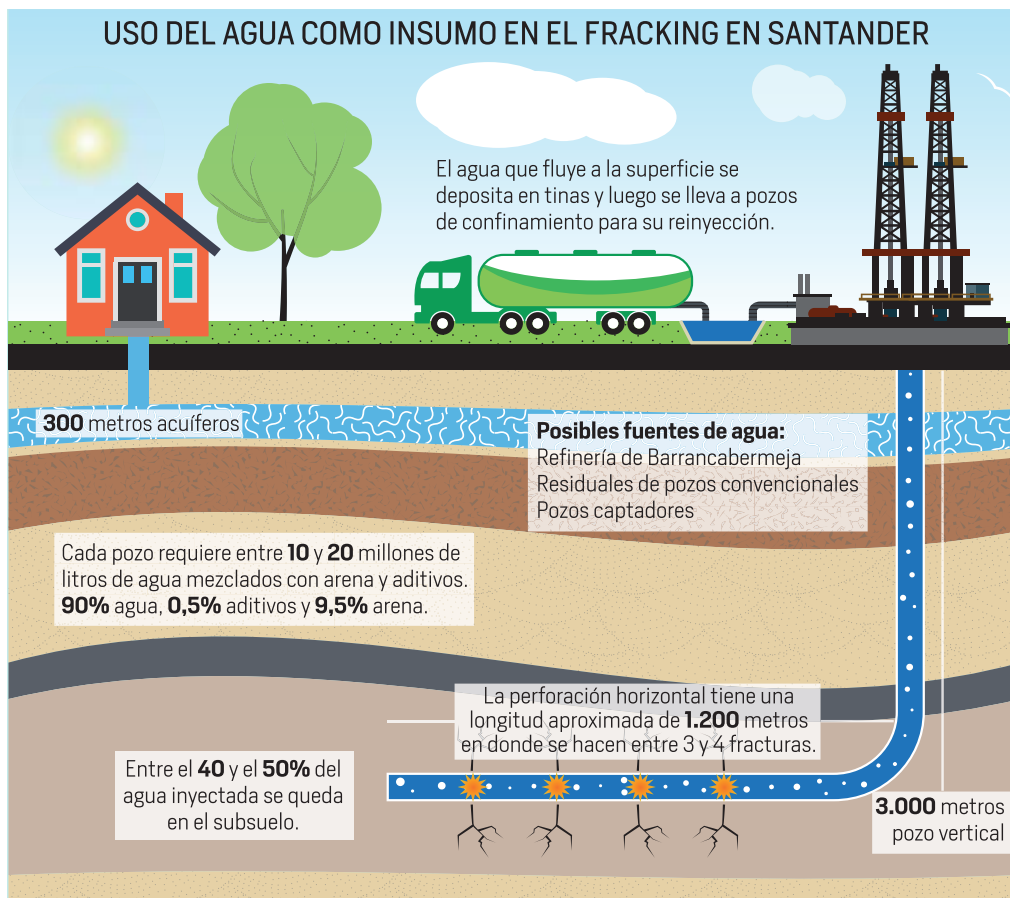 USO DEL AGUA COMO INSUMO EN EL FRACKING EN SANTANDER
El agua que fluye a la superficie se
deposita en tinas y luego se lleva a pozos
de confinamiento para su reinyección.
300 metros acuíferos
Posibles fuentes de agua:
Refinería de Barrancabermeja
Residuales de pozos convencionales
Pozos captadores
Cada pozo requiere entre 10 y 20 millones de
litros de agua mezclados con arena y aditivos.
90% agua, 0,5% aditivos y 9,5% arena.
La perforación horizontal tiene una
longitud aproximada de 1.200 metros
en donde se hacen entre 3 y 4 fracturas.
Entre el 40 y el 50% del
agua inyectada se queda
en el subsuelo.
3.000 metros
pozo vertical